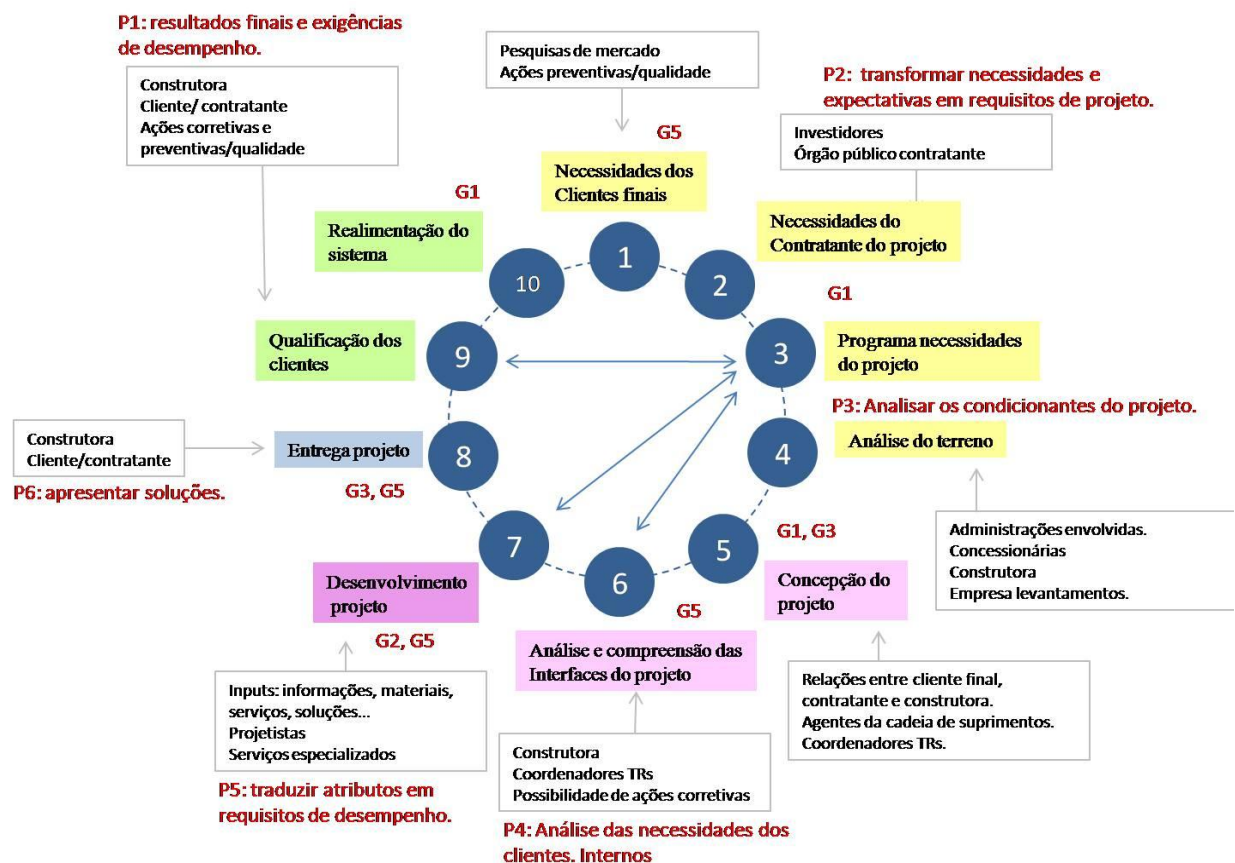 P1: resultados finais e exigências
de desempenho.
Construtora
Cliente/ contratante
Ações corretivas e
preventivas/qualidade
Pesquisas de mercado
Ações preventivas/qualidade
P2: transformar necessidades e
expectativas em requisitos de projeto.
Investidores
Órgão público contratante
G5
Necessidades dos
Clientes finais
G1
Realimentação do
sistema
Necessidades do
Contratante do projeto
1
2
10
G1
Qualificação dos
clientes
9
3
Programa necessidades
do projeto
P3: Analisar os condicionantes do projeto.
Análise do terreno
Construtora
Cliente/contratante
Entrega projeto
8
4
P6: apresentar soluções.
G3, G5
7
6
5
G1, G3
Administrações envolvidas.
Concessionárias
Construtora
Empresa levantamentos.
Desenvolvimento
projeto
G2, G5
G5
Concepção do
projeto
Análise e compreensão das
Interfaces do projeto
Inputs: informações, materiais,
serviços, soluções...
Projetistas
Serviços especializados
Relações entre cliente final,
contratante e construtora.
Agentes da cadeia de suprimentos.
Coordenadores TRs.
Construtora
Coordenadores TRs
Possibilidade de ações corretivas
P5: traduzir atributos em
requisitos de desempenho.
P4: Análise das necessidades dos
clientes. Internos